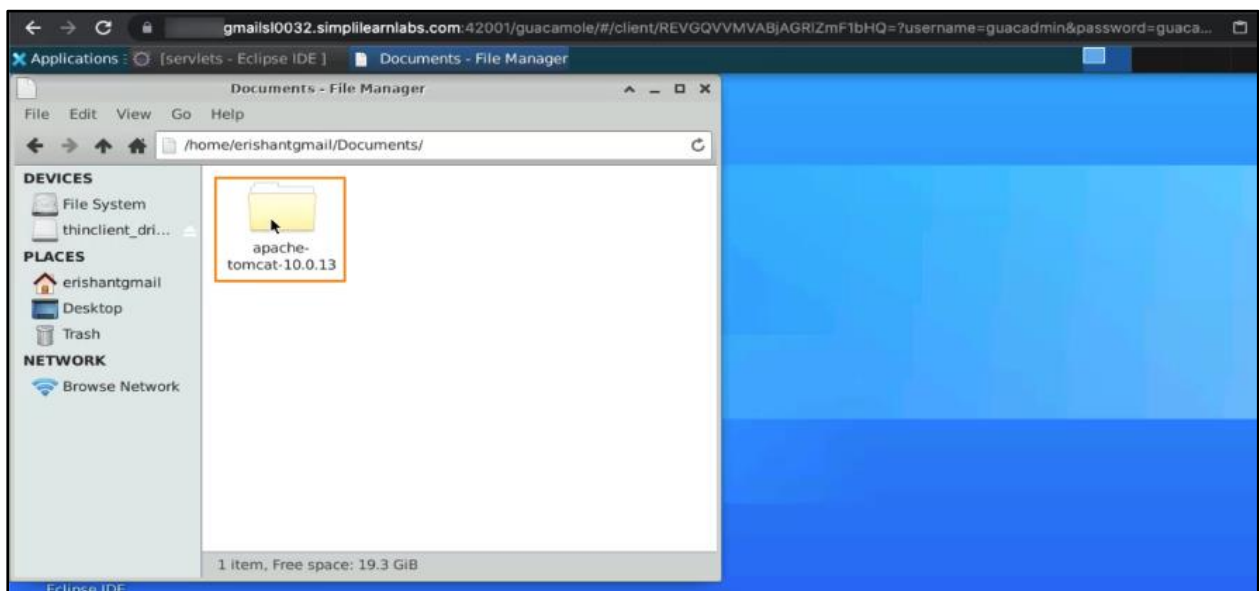 gmailsl0032.simplilearnlabs.com:42001/guacamole/#/client/REVGQVVMVABjAGRlZmF1bHQ=?username=guacadmin&password=guaca...
Applications [servlets - Eclipse IDE ] Documents - File Manager
Documents - File Manager
File Edit View Go Help
/home/erishantgmail/Documents/
DEVICES
File System
thinclient_dri...
PLACES
erishantgmail
Desktop
Trash
NETWORK
Browse Network
apache-
tomcat-10.0.13
1 item, Free space: 19.3 GiB
Eclipse IDE